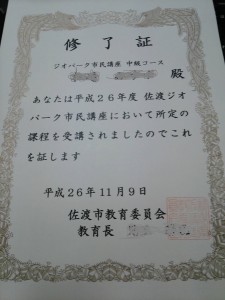 修了証
ジオパーク市民講座 中級コース
殿
あなたは平成２６年度 佐渡ジオ
パーク市民講座において所定の
課程を受講されましたのでこれ
を証します
平成２６年１１月９日
佐渡市教育委員会
教育長